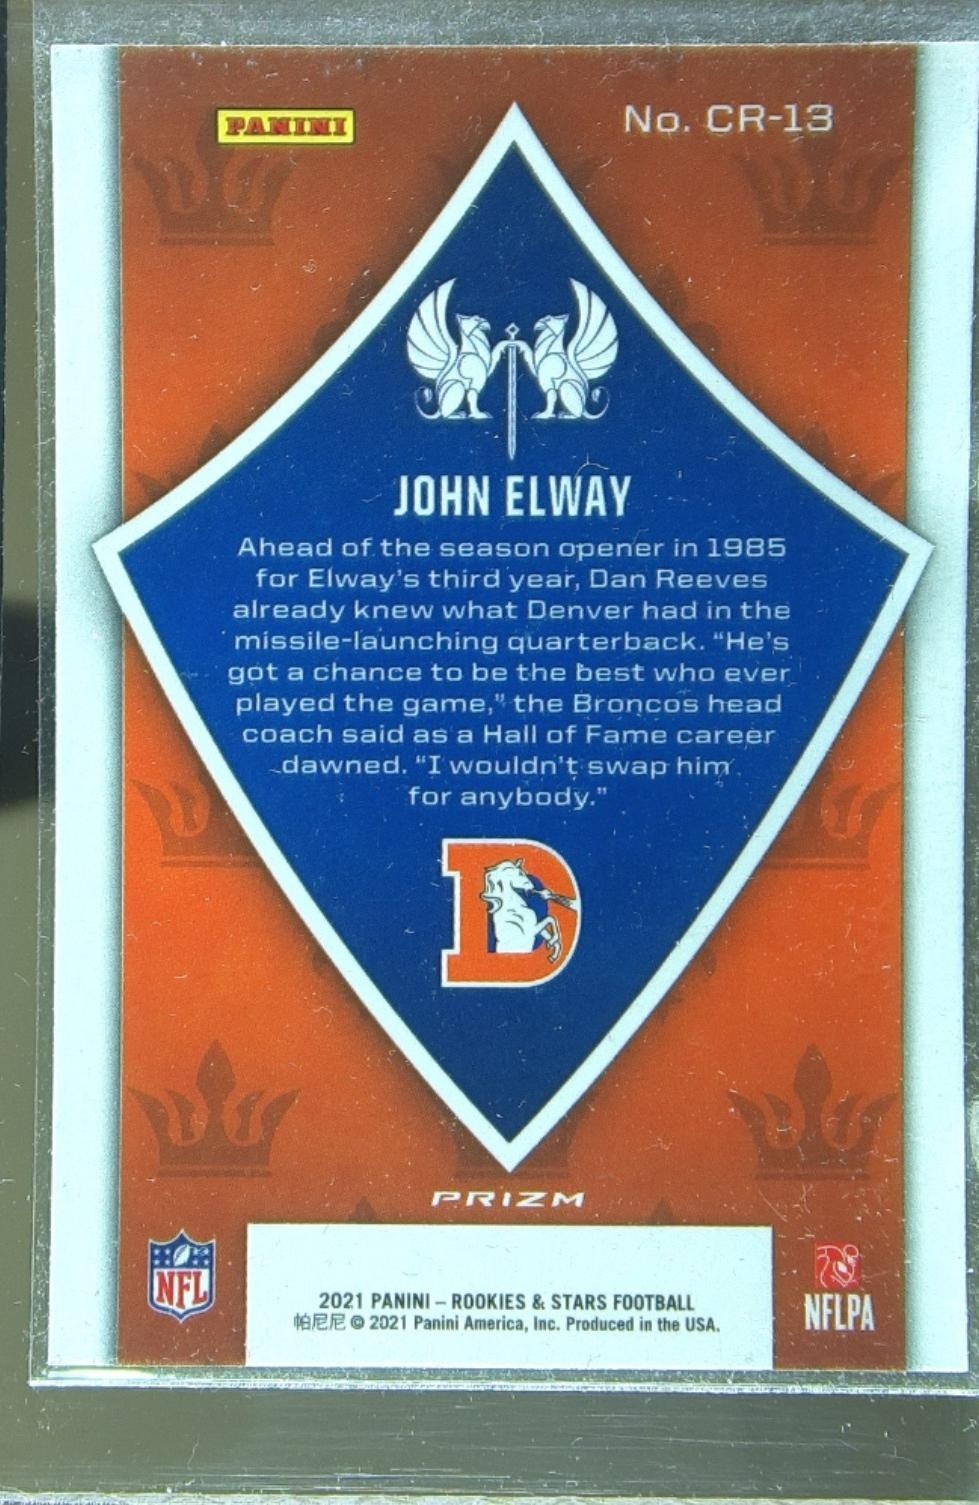 PANINI
No. CR-13
JOHN ELWAY
Ahead of the season opener in 1985
for Elway's third year, Dan Reeves
already knew what Denver had in the
missile-launching quarterback. “He's
got a chance to be the best who ever
played the game,” the Broncos head
coach said as a Hall of Fame career
dawned. “I wouldn't swap him
for anybody.”
D
PRIZM
NFL
2021 PANINI – ROOKIES & STARS FOOTBALL
帕尼尼 © 2021 Panini America, Inc. Produced in the USA.
NFLPA